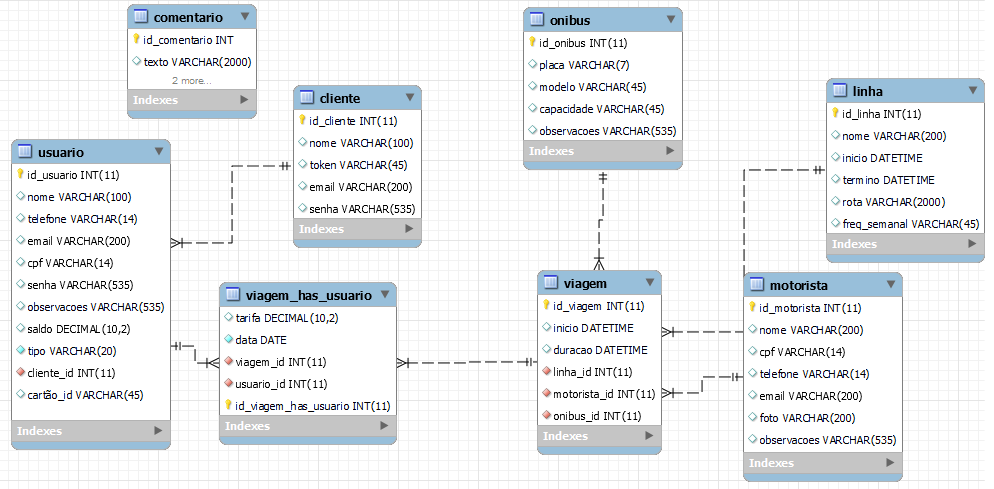 comentario
id_comentario INT
texto VARCHAR(2000)
2 more...
Indexes
onibus
id_onibus INT(11)
placa VARCHAR(7)
modelo VARCHAR(45)
capacidade VARCHAR(45)
observacoes VARCHAR(535)
Indexes
cliente
id_cliente INT(11)
nome VARCHAR(100)
token VARCHAR(45)
email VARCHAR(200)
senha VARCHAR(535)
Indexes
linha
id_linha INT(11)
nome VARCHAR(200)
inicio DATETIME
termino DATETIME
rota VARCHAR(2000)
freq_semanal VARCHAR(45)
Indexes
usuario
id_usuario INT(11)
nome VARCHAR(100)
telefone VARCHAR(14)
email VARCHAR(200)
cpf VARCHAR(14)
senha VARCHAR(535)
observacoes VARCHAR(535)
saldo DECIMAL(10,2)
tipo VARCHAR(20)
cliente_id INT(11)
cartão_id VARCHAR(45)
Indexes
viagem_has_usuario
tarifa DECIMAL(10,2)
data DATE
viagem_id INT(11)
usuario_id INT(11)
id_viagem_has_usuario INT(11)
Indexes
viagem
id_viagem INT(11)
inicio DATETIME
duracao DATETIME
linha_id INT(11)
motorista_id INT(11)
onibus_id INT(11)
Indexes
motorista
id_motorista INT(11)
nome VARCHAR(200)
cpf VARCHAR(14)
telefone VARCHAR(14)
email VARCHAR(200)
foto VARCHAR(200)
observacoes VARCHAR(535)
Indexes